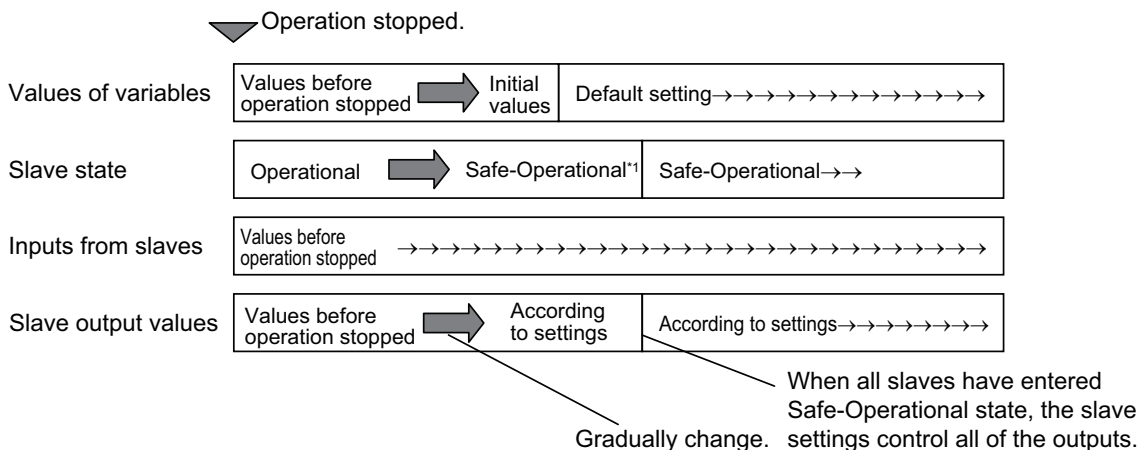 Operation stopped.
Values of variables
Values before
operation stopped
Initial
values
Default setting→→→→→→→→→→→→→→
Slave state
Operational
Safe-Operational*1
Safe-Operational→→
Inputs from slaves
Values before
operation stopped
→→→→→→→→→→→→→→→→→→→→→→→→→→→→
Slave output values
Values before
operation stopped
According
to settings
According to settings→→→→→→→→
When all slaves have entered
Safe-Operational state, the slave
settings control all of the outputs.
Gradually change.